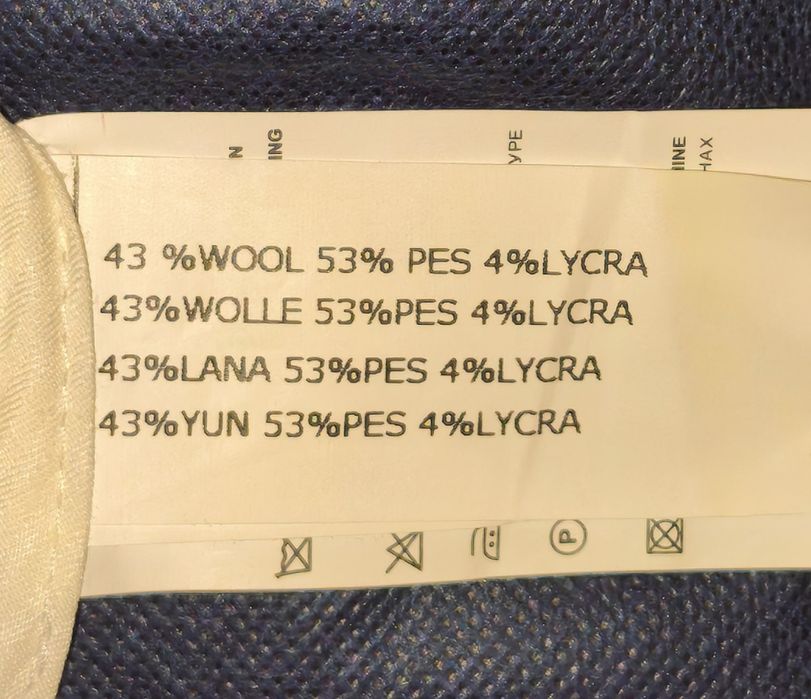 43 %WOOL 53% PES 4%LYCRA
43%WOLLE 53%PES 4%LYCRA
43%LANA 53%PES 4%LYCRA
43%YUN 53%PES 4%LYCRA
P